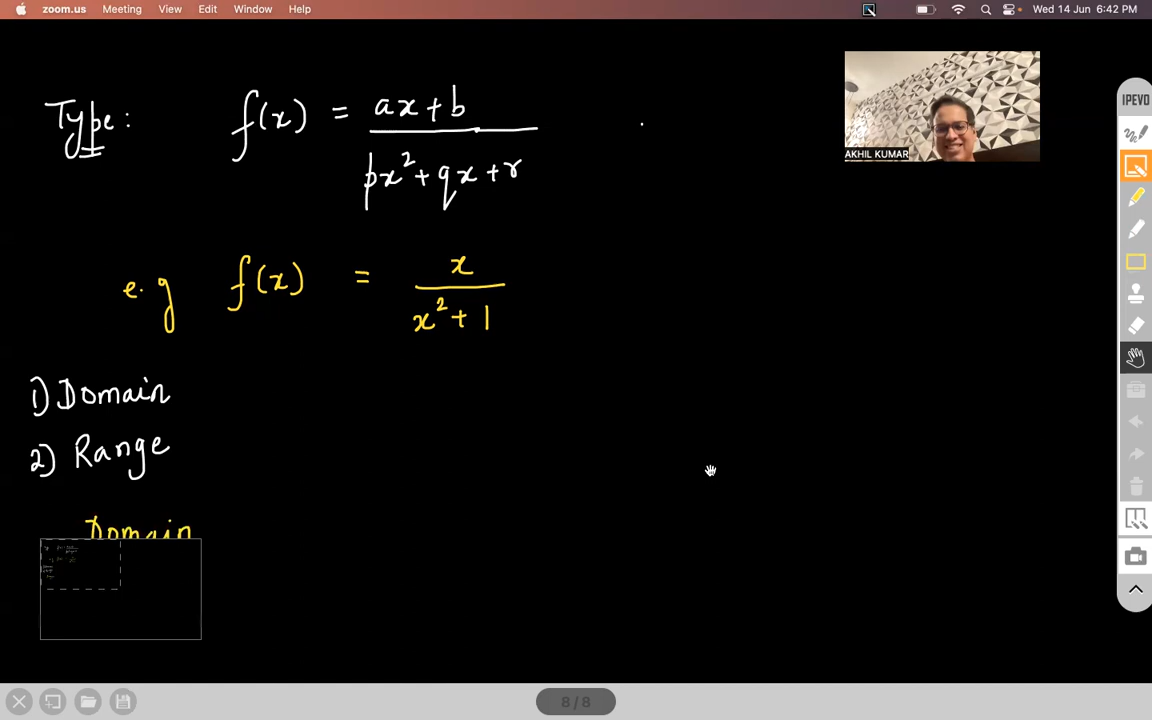 zoom.us Meeting View Edit Window Help Wed 14 Jun 6:42 PM
Type: f(x) = ax+b
px²+qx+r
IPEVO
AKHIL KUMAR
e.g f(x) = x
x²+1
1) Domain
2) Range
Domain
8/8